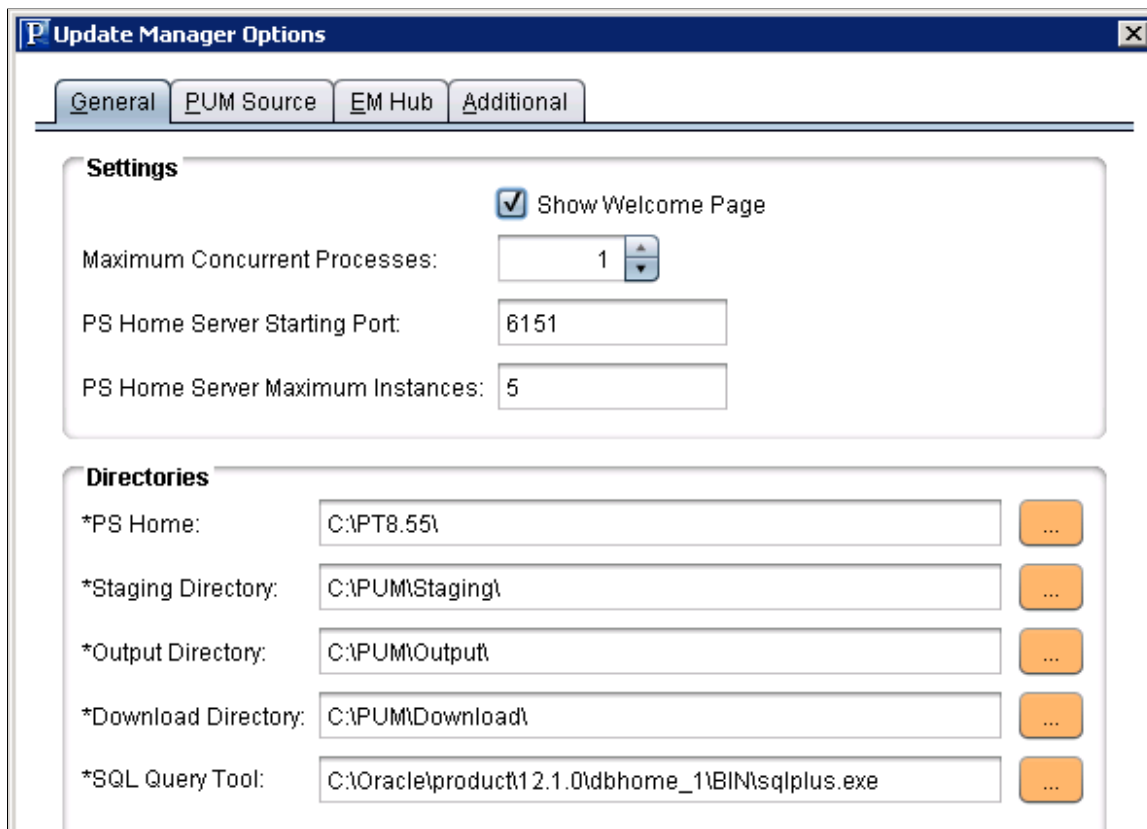 P Update Manager Options
General PUM Source EM Hub Additional
Settings
Show Welcome Page
Maximum Concurrent Processes: 1
PS Home Server Starting Port: 6151
PS Home Server Maximum Instances: 5
Directories
*PS Home: C:\PT8.55\ ...
*Staging Directory: C:\PUM\Staging\ ...
*Output Directory: C:\PUM\Output\ ...
*Download Directory: C:\PUM\Download\ ...
*SQL Query Tool: C:\Oracle\product\12.1.0\dbhome_1\BIN\sqlplus.exe ...